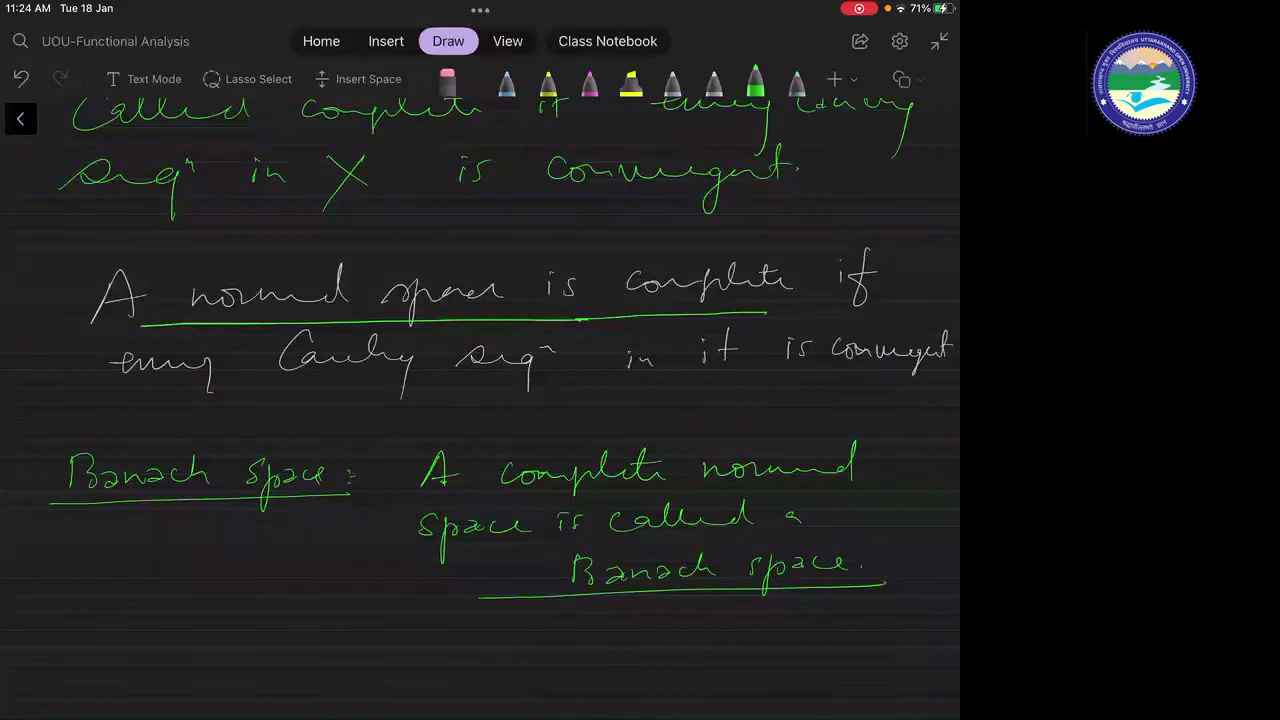 11:24 AM Tue 18 Jan
71%
UOU-Functional Analysis
Home Insert Draw View Class Notebook
Text Mode Lasso Select Insert Space
Called complete if every Cauchy
seqn in X is convergent.
A normed space is complete if
every Cauchy seqn in it is convergent
Banach space: A complete normed
space is called a
Banach space.